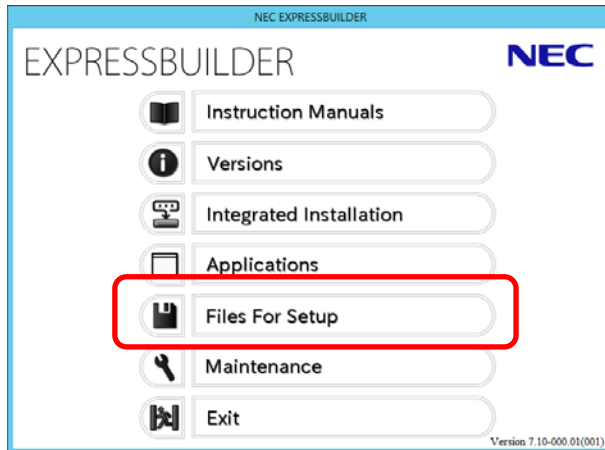 NEC EXPRESSBUILDER
EXPRESSBUILDER
NEC
Instruction Manuals
Versions
Integrated Installation
Applications
Files For Setup
Maintenance
Exit
Version 7.10-000.01(001)